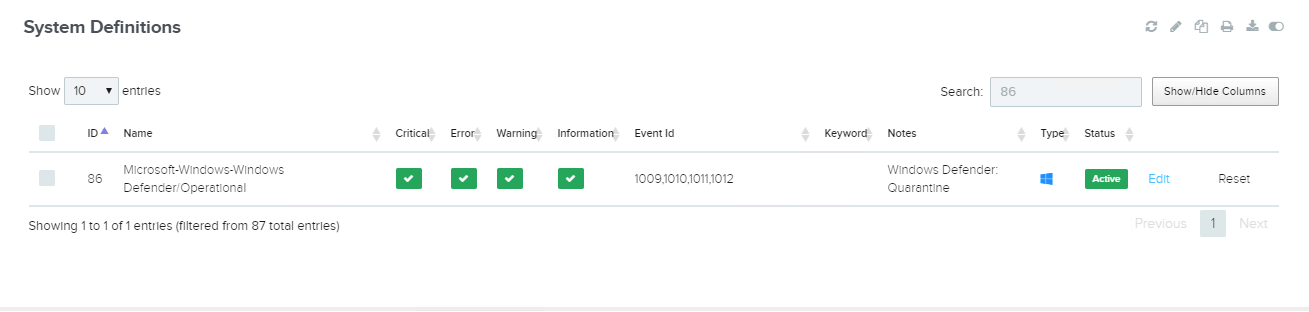 System Definitions
Show 10 entries
Search: 86 Show/Hide Columns
ID Name Critical Error Warning Information Event Id Keyword Notes Type Status
86 Microsoft-Windows-Windows Defender/Operational 1009,1010,1011,1012 Windows Defender: Quarantine Active Edit Reset
Showing 1 to 1 of 1 entries (filtered from 87 total entries)
Previous 1 Next